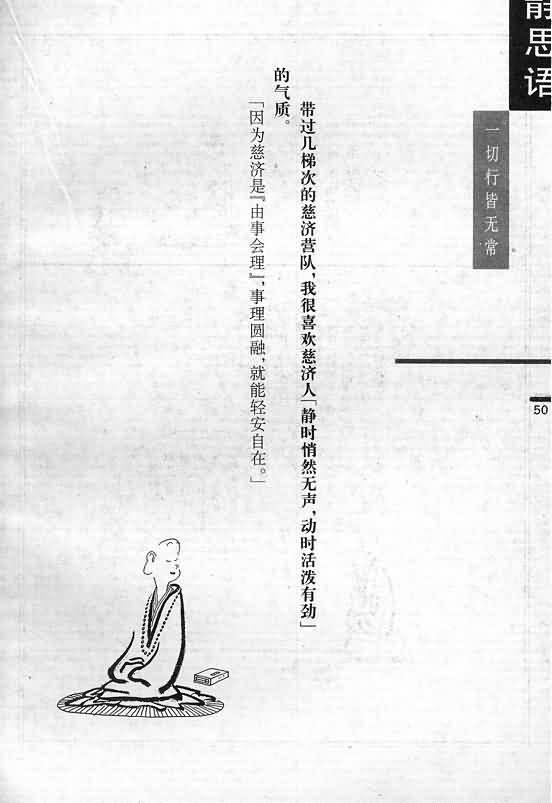 静思语
一切行皆无常
50
带过几梯次的慈济营队，我很喜欢慈济人「静时悄然无声，动时活泼有劲」
的气质。
「因为慈济是『由事会理』，事理圆融，就能轻安自在。」